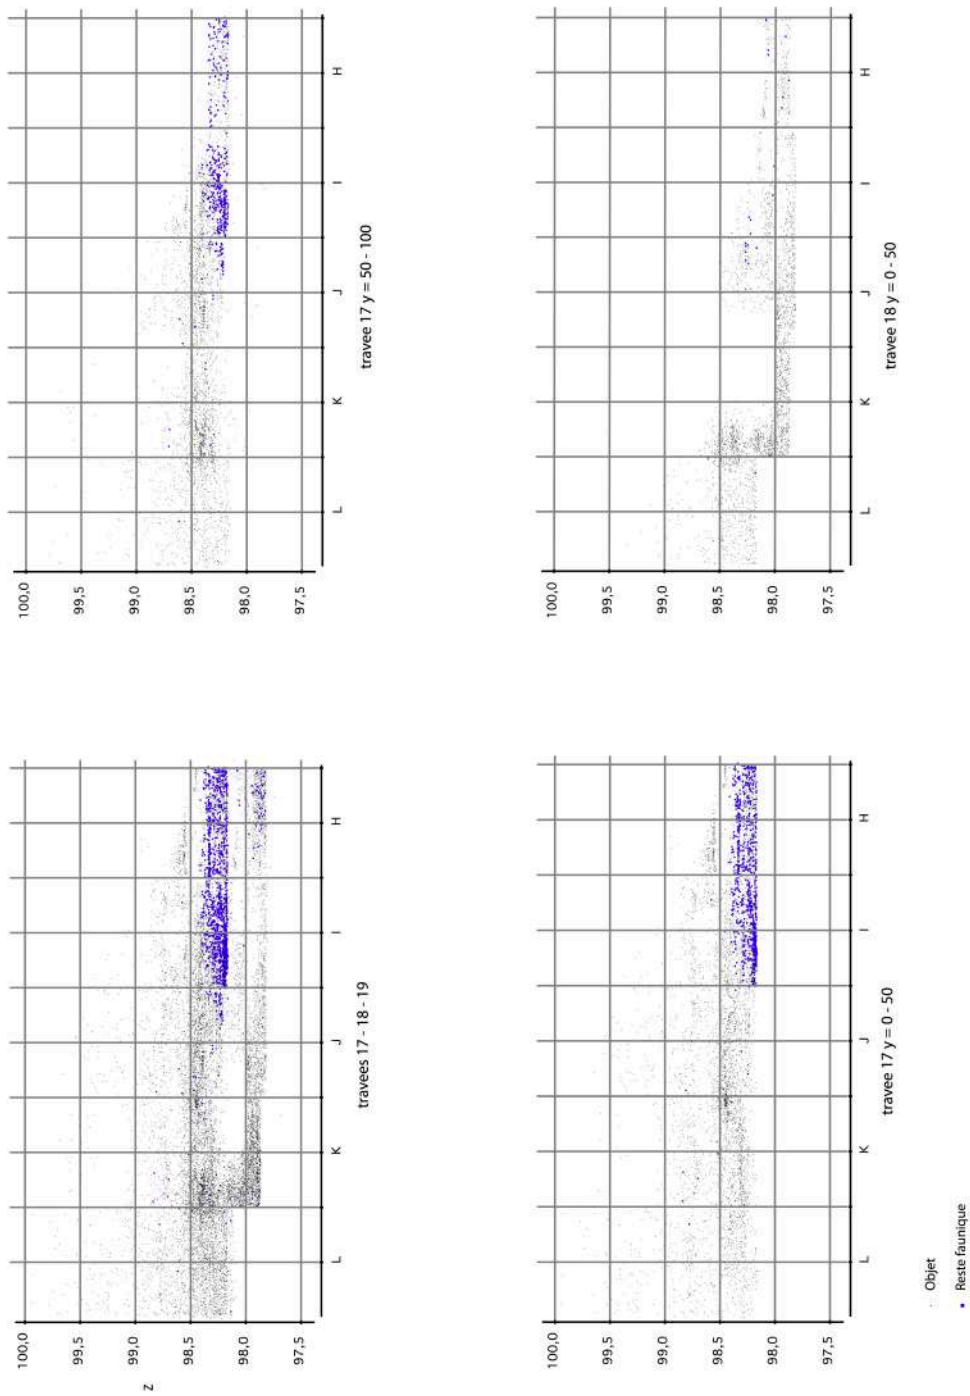 100,0
99,5
99,0
98,5
98,0
97,5
L
K
J
I
H
travee 17 y = 50 - 100
100,0
99,5
99,0
98,5
98,0
97,5
L
K
J
I
H
travee 18 y = 0 - 50
Z
100,0
99,5
99,0
98,5
98,0
97,5
L
K
J
I
H
travees 17 - 18 - 19
100,0
99,5
99,0
98,5
98,0
97,5
L
K
J
I
H
travee 17 y = 0 - 50
Objet
Reste faunique